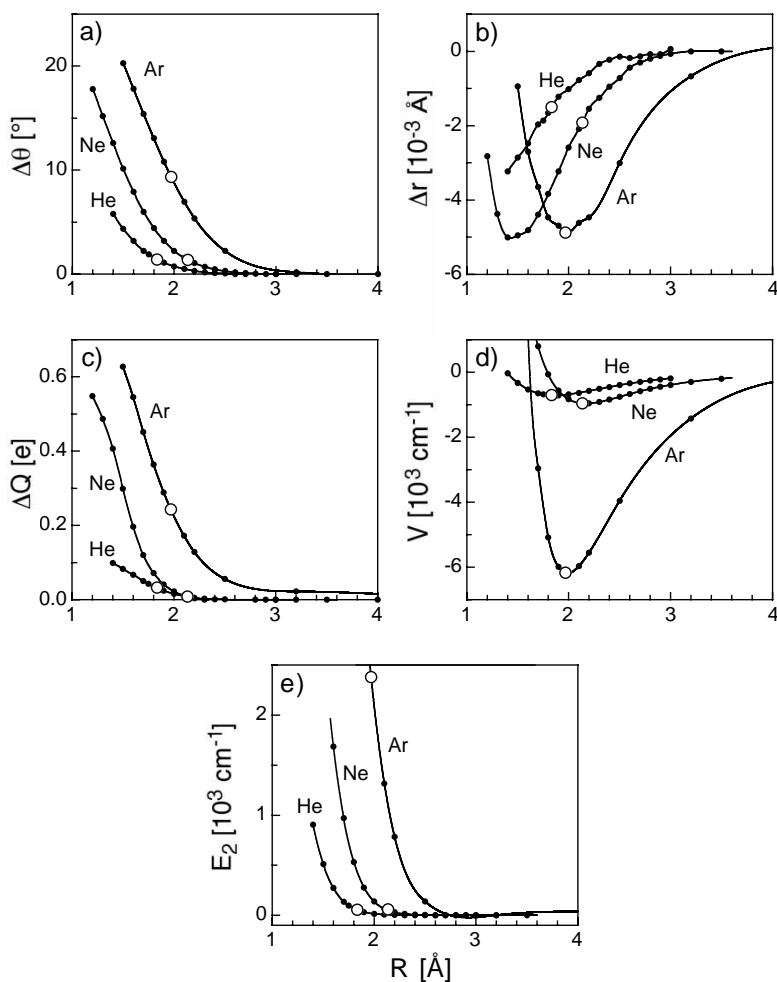 a)
20
10
0
Δθ [°]
Ar
Ne
He
1 2 3 4
b)
0
-2
-4
-6
Δr [10⁻³ Å]
He
Ne
Ar
1 2 3 4
c)
0.6
0.4
0.2
0.0
ΔQ [e]
Ar
Ne
He
1 2 3 4
d)
0
-2
-4
-6
V [10³ cm⁻¹]
He
Ne
Ar
1 2 3 4
e)
2
1
0
E₂ [10³ cm⁻¹]
Ar
Ne
He
1 2 3 4
R [Å]